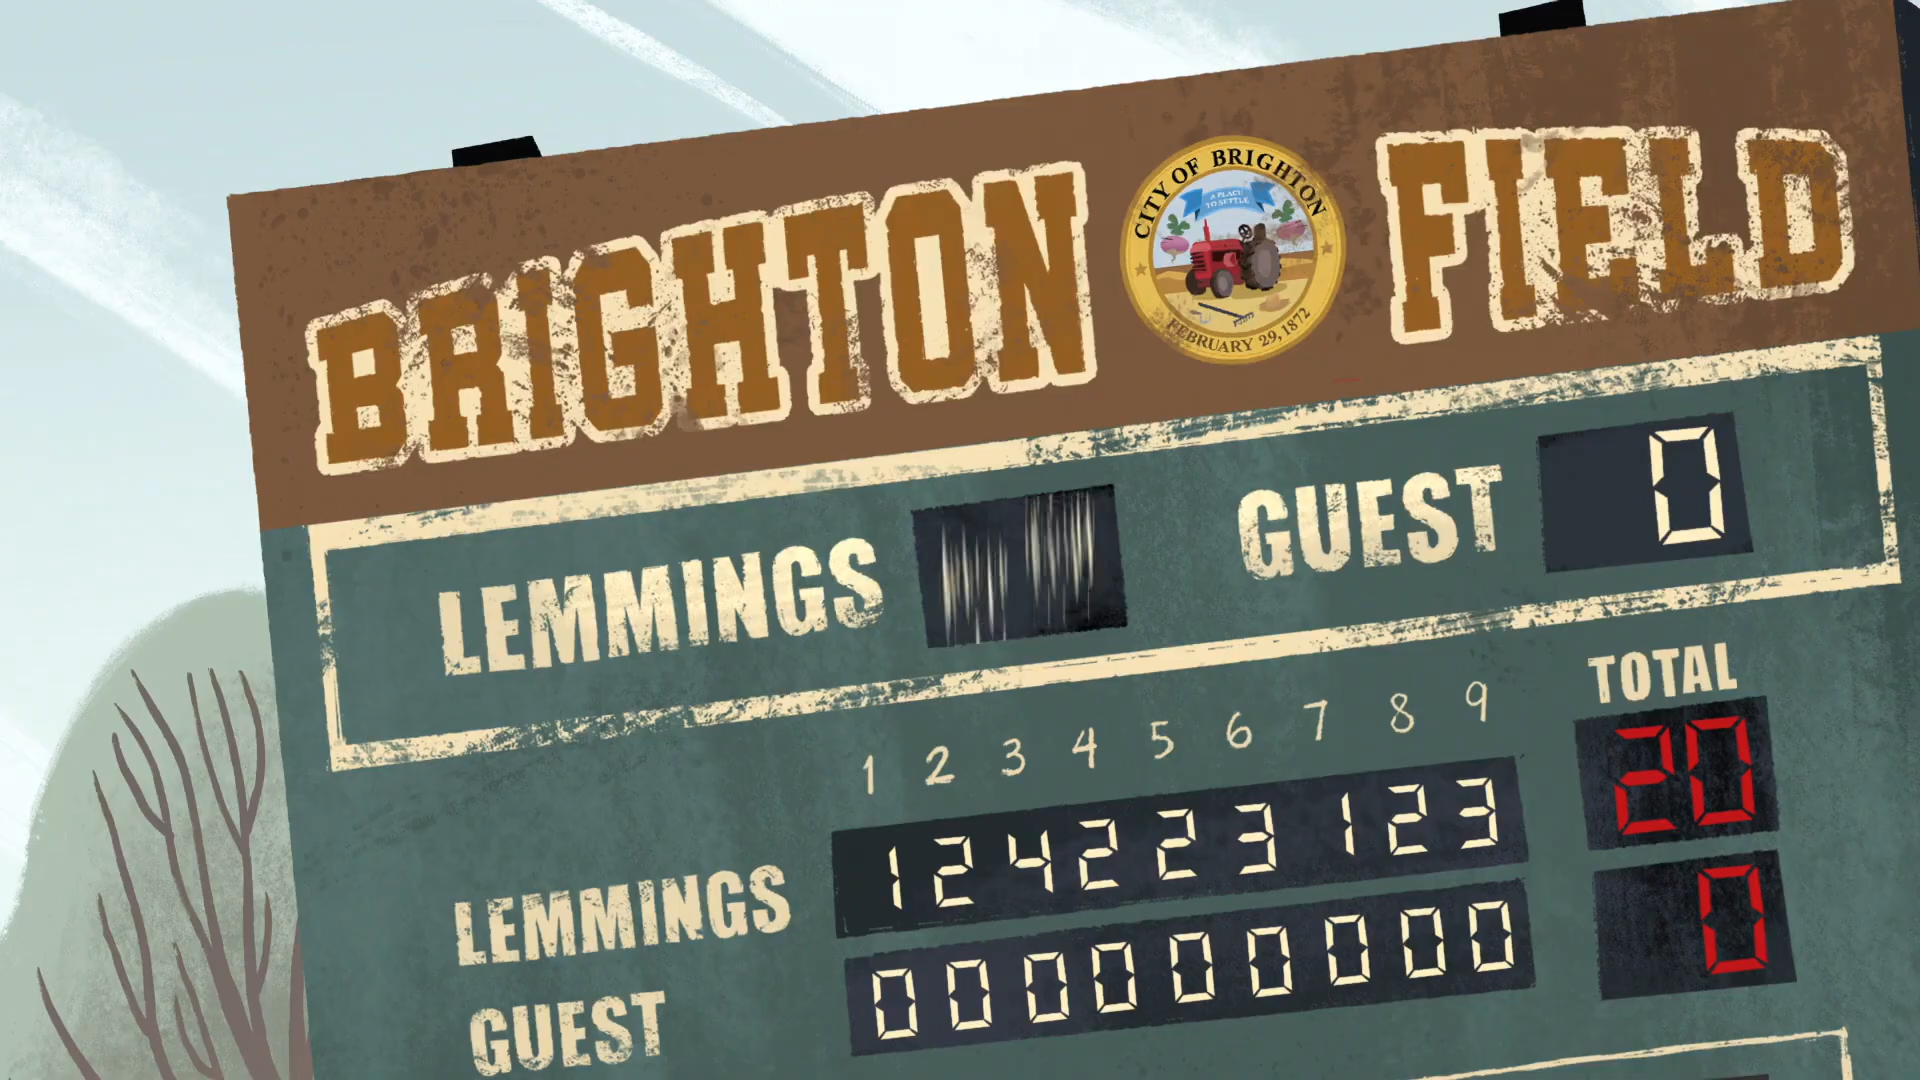 BRIGHTON FIELD
CITY OF BRIGHTON
A PLACE
TO SETTLE
FEBRUARY 29, 1872
LEMMINGS GUEST 0
1 2 3 4 5 6 7 8 9 TOTAL
LEMMINGS 1 2 4 2 2 3 1 2 3 20
GUEST 0 0 0 0 0 0 0 0 0 0